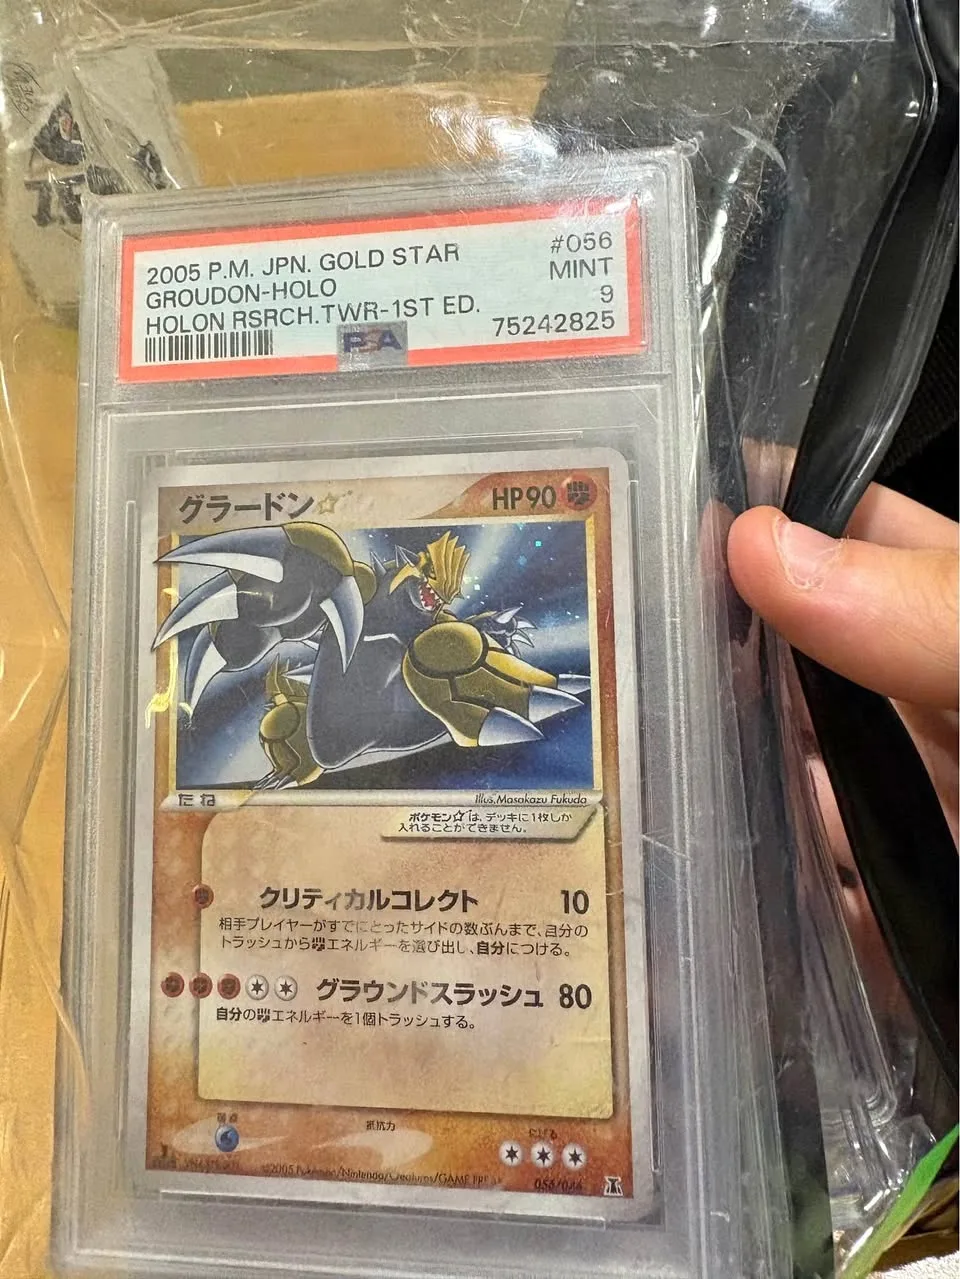 2005 P.M. JPN. GOLD STAR #056
GROUDON-HOLO MINT
HOLON RSRCH.TWR-1ST ED. 9
75242825
PSA
グラードン☆ HP90
たね Illus. Masakazu Fukuda
ポケモン☆は、デッキに1枚しか
入れることができません。
クリティカルコレクト 10
相手プレイヤーがすでにとったサイドの数ぶんまで、自分の
トラッシュからエネルギーを選び出し、自分につける。
グラウンドスラッシュ 80
自分のエネルギーを1個トラッシュする。
弱点 抵抗力 にげる
©2005 Pokémon/Nintendo/Creatures/GAME FREAK